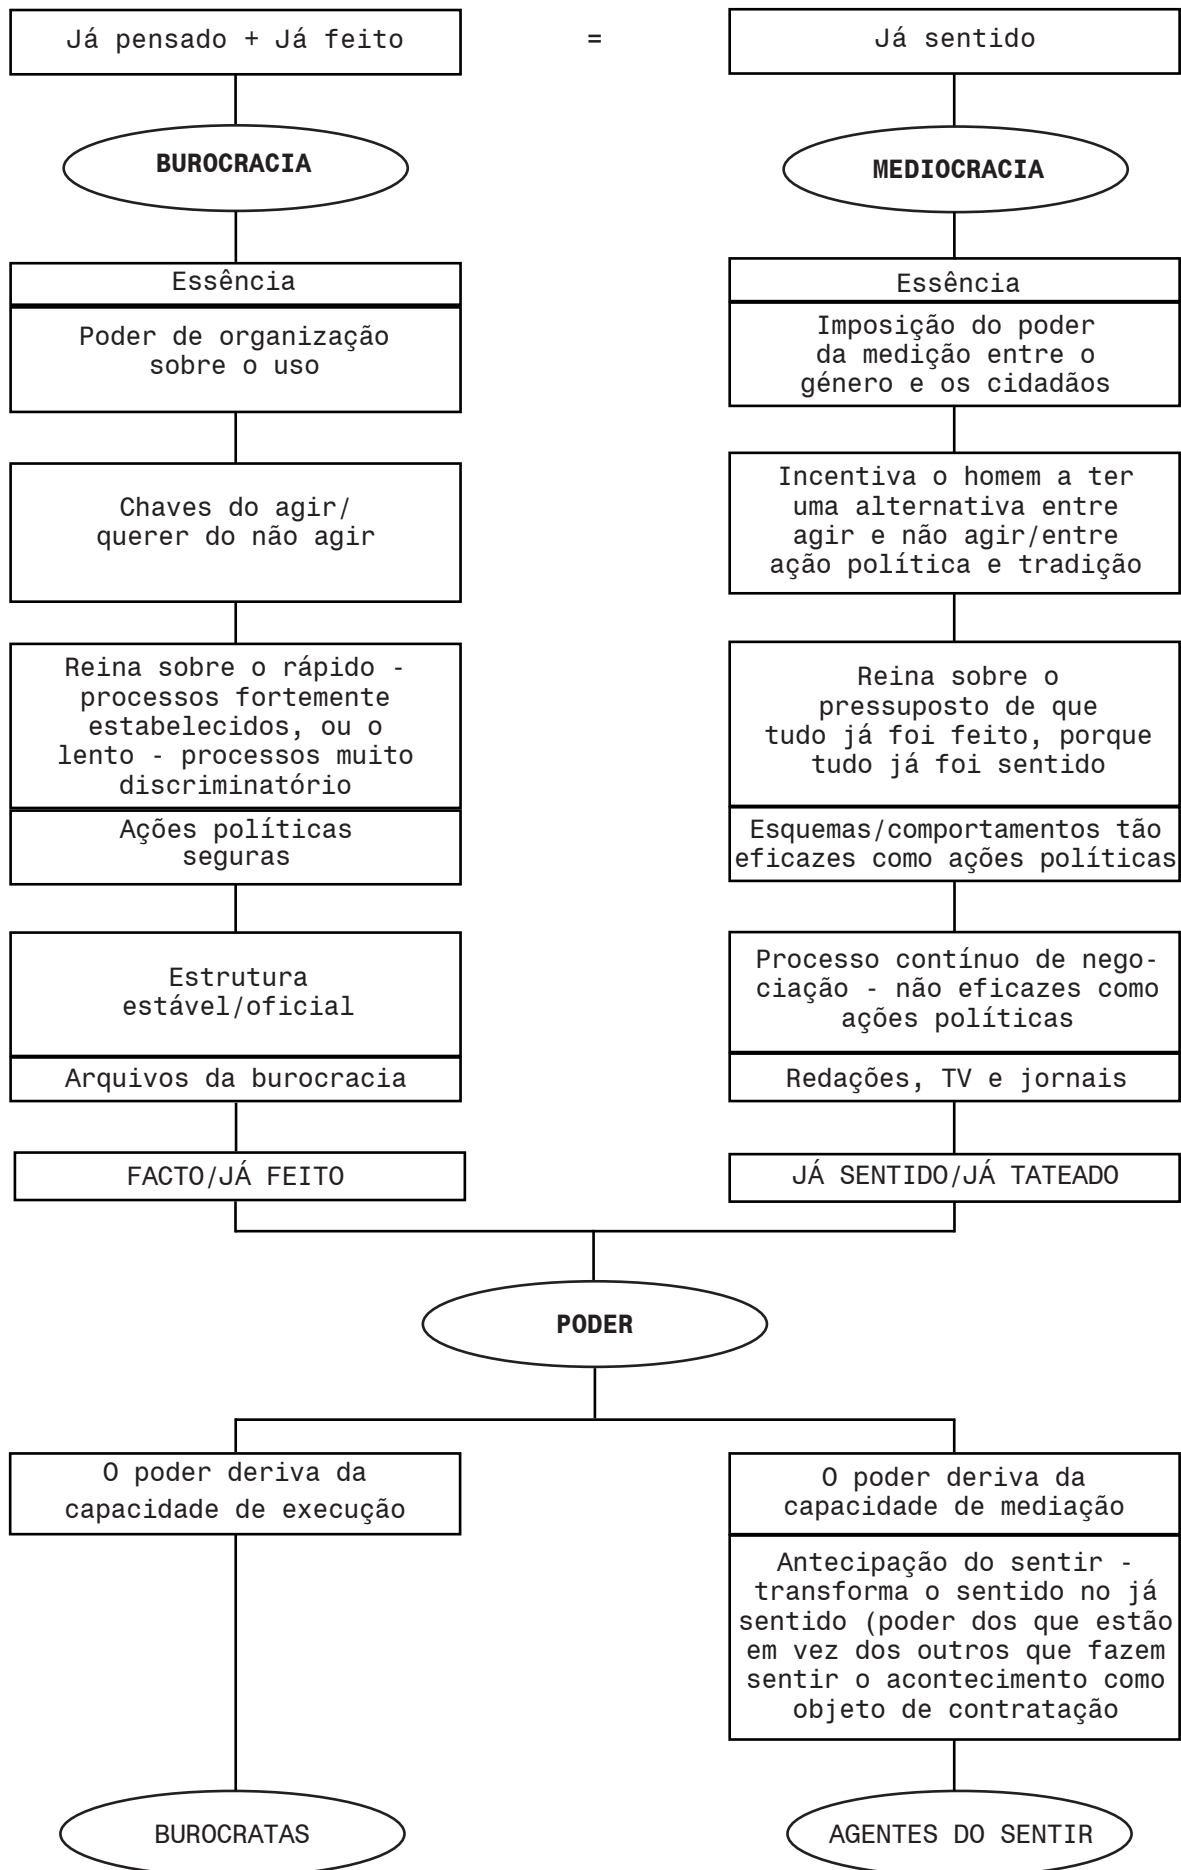 Já pensado + Já feito
=
Já sentido
BUROCRACIA
MEDIOCRACIA
Essência
Poder de organização
sobre o uso
Essência
Imposição do poder
da medição entre o
género e os cidadãos
Chaves do agir/
querer do não agir
Incentiva o homem a ter
uma alternativa entre
agir e não agir/entre
ação política e tradição
Reina sobre o rápido -
processos fortemente
estabelecidos, ou o
lento - processos muito
discriminatório
Ações políticas
seguras
Reina sobre o
pressuposto de que
tudo já foi feito, porque
tudo já foi sentido
Esquemas/comportamentos tão
eficazes como ações políticas
Estrutura
estável/oficial
Arquivos da burocracia
Processo contínuo de nego-
ciação - não eficazes como
ações políticas
Redações, TV e jornais
FACTO/JÁ FEITO
JÁ SENTIDO/JÁ TATEADO
PODER
O poder deriva da
capacidade de execução
O poder deriva da
capacidade de mediação
Antecipação do sentir -
transforma o sentido no já
sentido (poder dos que estão
em vez dos outros que fazem
sentir o acontecimento como
objeto de contratação
BUROCRATAS
AGENTES DO SENTIR